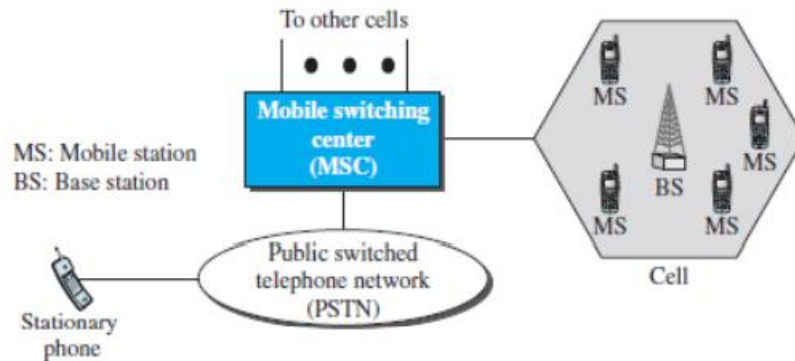 To other cells
Mobile switching
center
(MSC)
MS: Mobile station
BS: Base station
Public switched
telephone network
(PSTN)
Stationary
phone
MS
MS
MS
BS
MS
MS
Cell